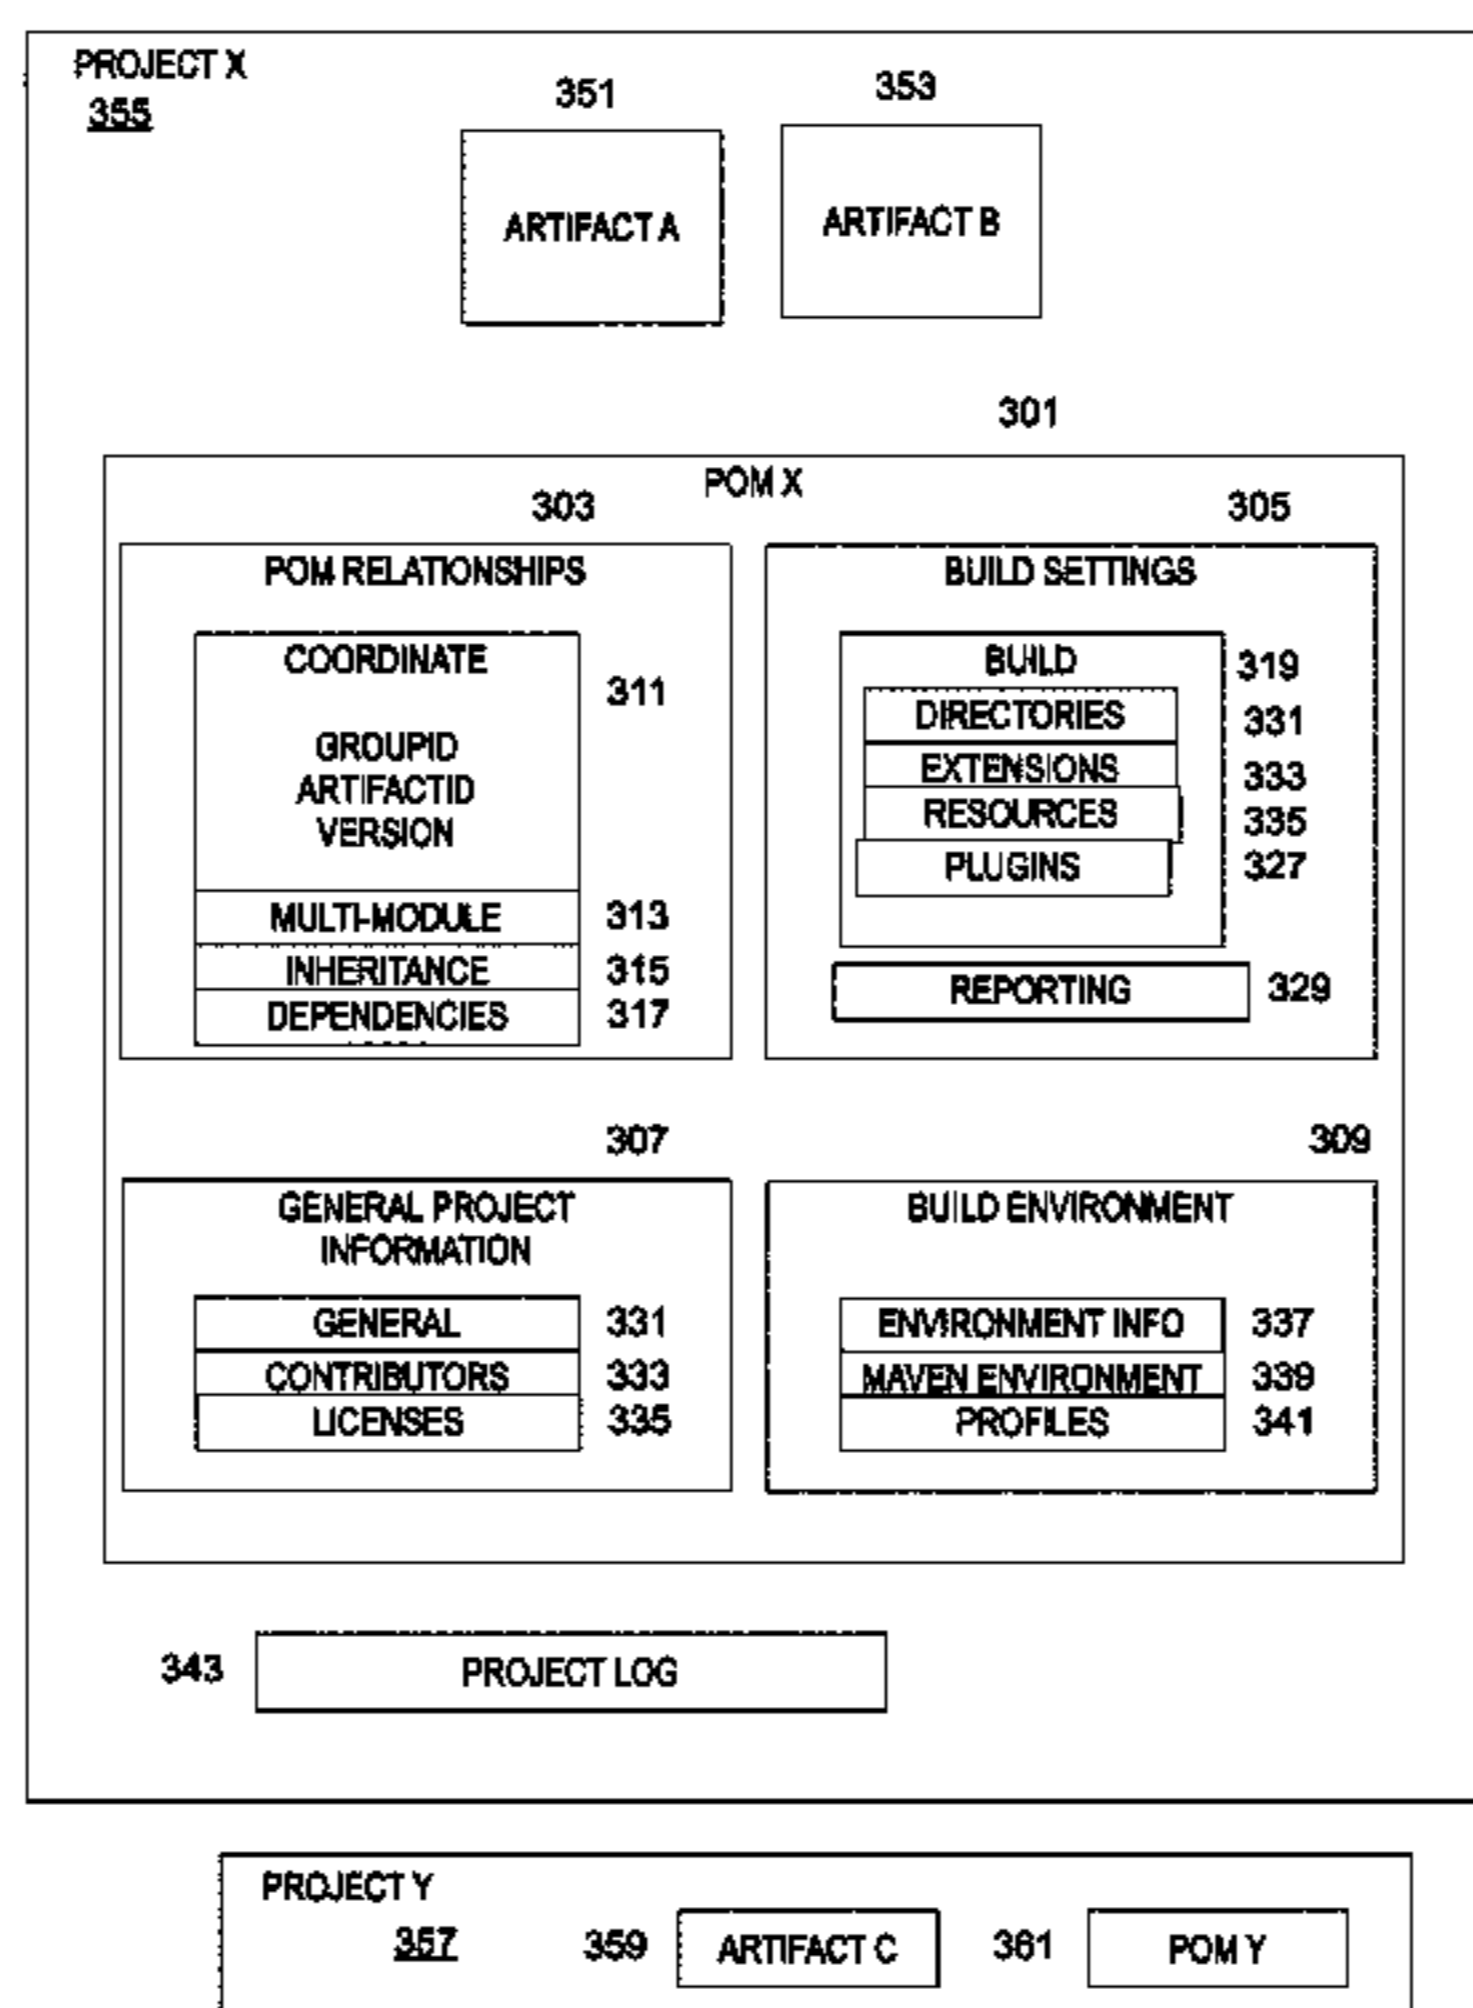 PROJECT X
355
351
353
ARTIFACT A
ARTIFACT B
301
POM X
303
305
POM RELATIONSHIPS
COORDINATE
311
GROUPID
ARTIFACTID
VERSION
MULTI-MODULE
313
INHERITANCE
315
DEPENDENCIES
317
BUILD SETTINGS
BUILD
319
DIRECTORIES
331
EXTENSIONS
333
RESOURCES
335
PLUGINS
327
REPORTING
329
307
309
GENERAL PROJECT
INFORMATION
GENERAL
331
CONTRIBUTORS
333
LICENSES
335
BUILD ENVIRONMENT
ENVIRONMENT INFO
337
MAVEN ENVIRONMENT
339
PROFILES
341
343
PROJECT LOG
PROJECT Y
357
359
ARTIFACT C
361
POM Y